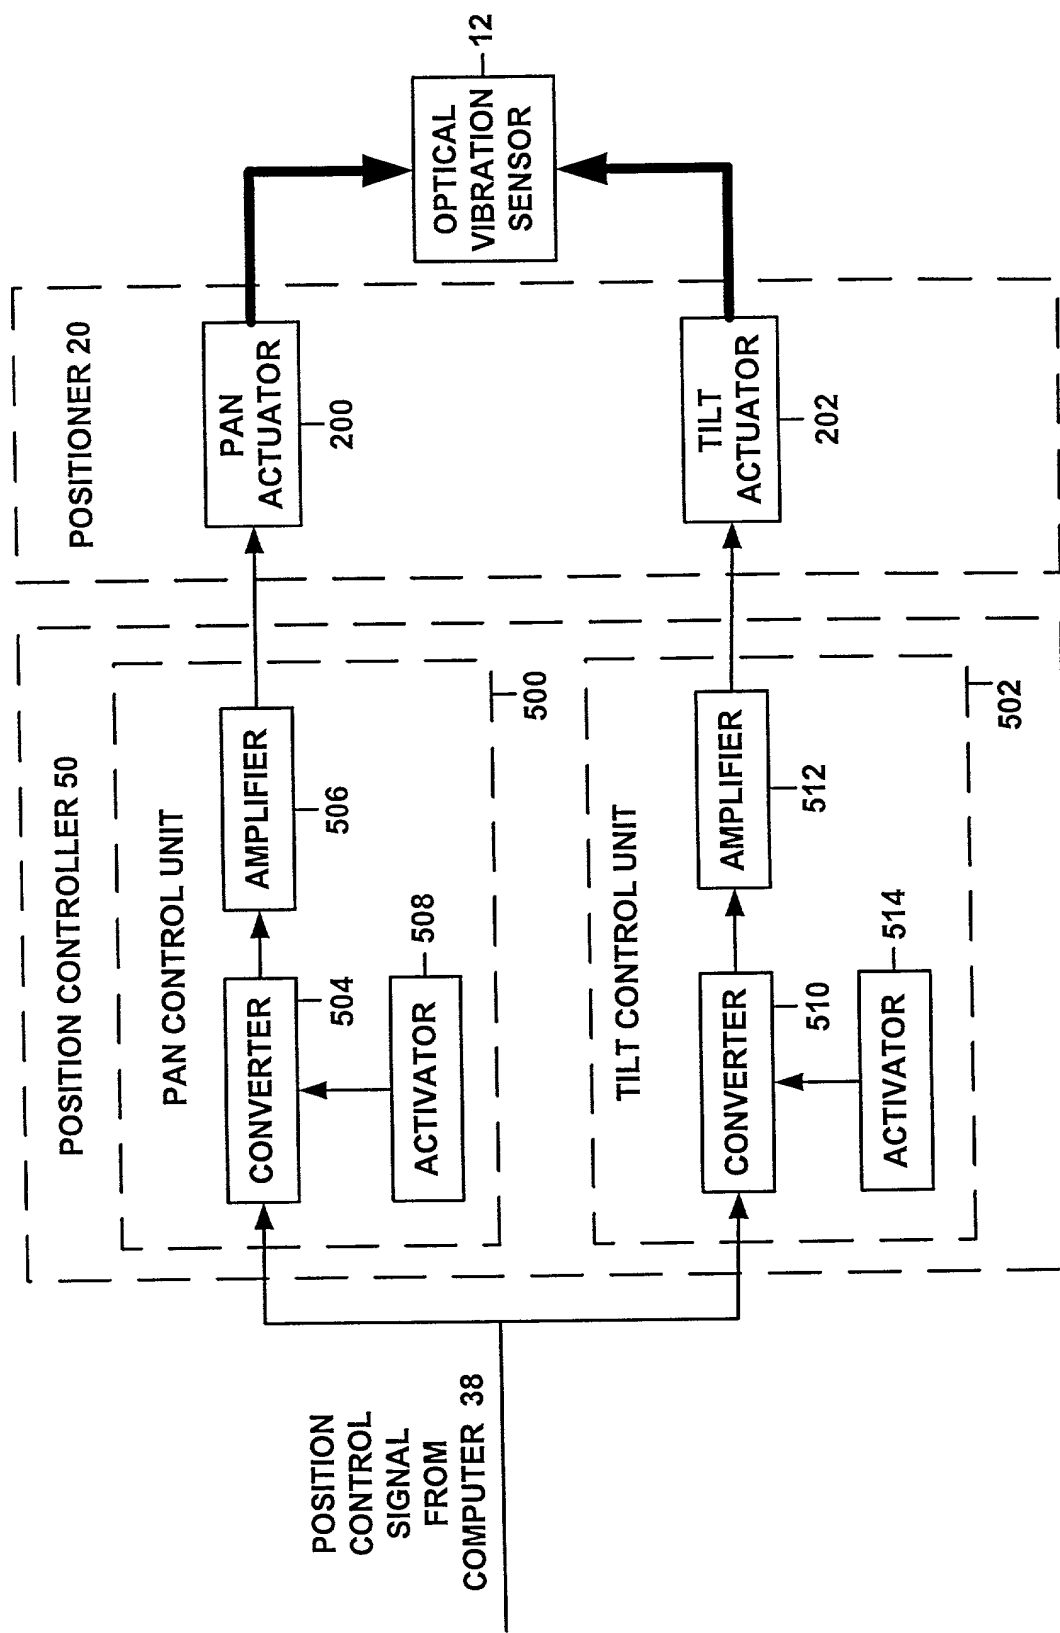 POSITION
CONTROL
SIGNAL
FROM
COMPUTER 38
POSITION CONTROLLER 50
PAN CONTROL UNIT
CONVERTER
504
AMPLIFIER
506
ACTIVATOR
508
500
TILT CONTROL UNIT
CONVERTER
510
AMPLIFIER
512
ACTIVATOR
514
502
POSITIONER 20
PAN
ACTUATOR
200
TILT
ACTUATOR
202
OPTICAL
VIBRATION
SENSOR
12